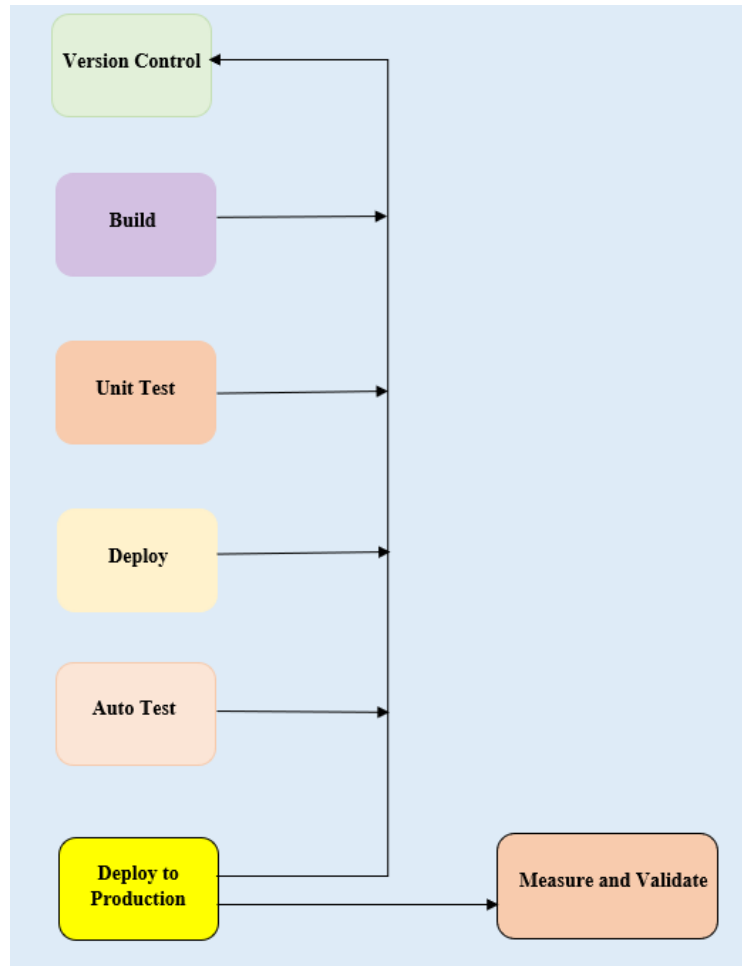 Version Control
Build
Unit Test
Deploy
Auto Test
Deploy to
Production
Measure and Validate